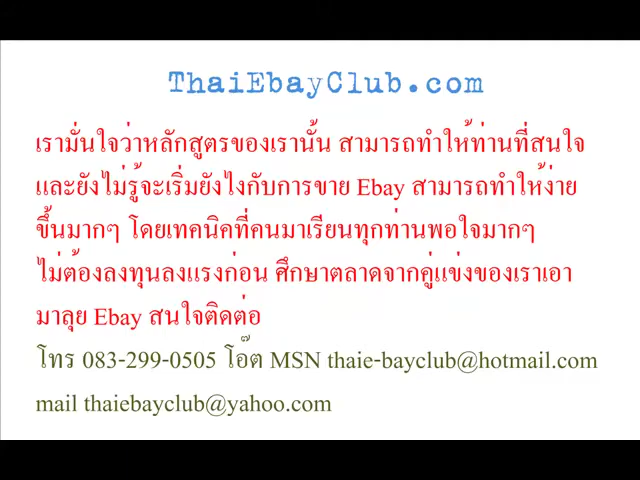 ThaiEbayClub.com
เรามั่นใจว่าหลักสูตรของเรานั้น สามารถทำให้ท่านที่สนใจ
และยังไม่รู้จะเริ่มยังไงกับการขาย Ebay สามารถทำให้ง่าย
ขึ้นมากๆ โดยเทคนิคที่คนมาเรียนทุกท่านพอใจมากๆ
ไม่ต้องลงทุนลงแรงก่อน ศึกษาตลาดจากคู่แข่งของเราเอา
มาลุย Ebay สนใจติดต่อ
โทร 083-299-0505 โอ๊ต MSN thaie-bayclub@hotmail.com
mail thaiebayclub@yahoo.com